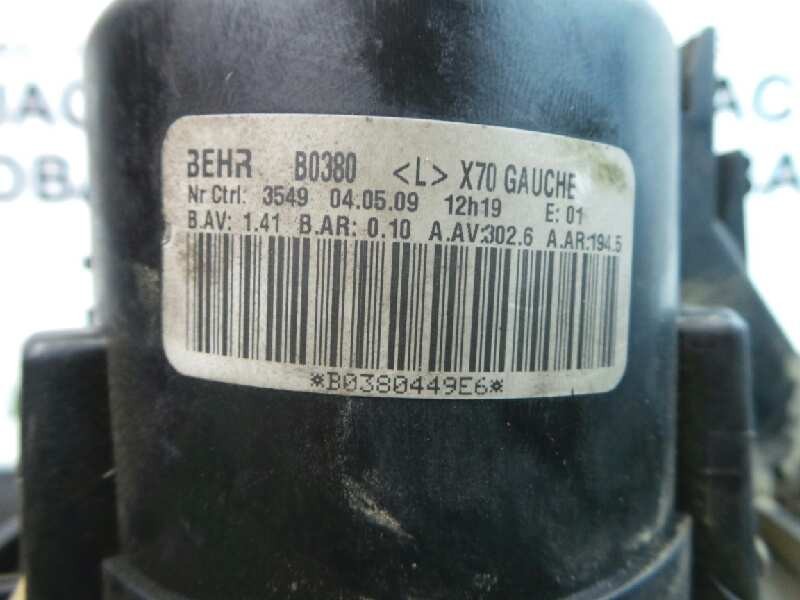 BEHR B0380 <L> X70 GAUCHE
Nr Ctrl: 3549 04.05.09 12h19 E: 01
B.AV: 1.41 B.AR: 0.10 A.AV:302.6 A.AR:194.5
*B0380449E6*